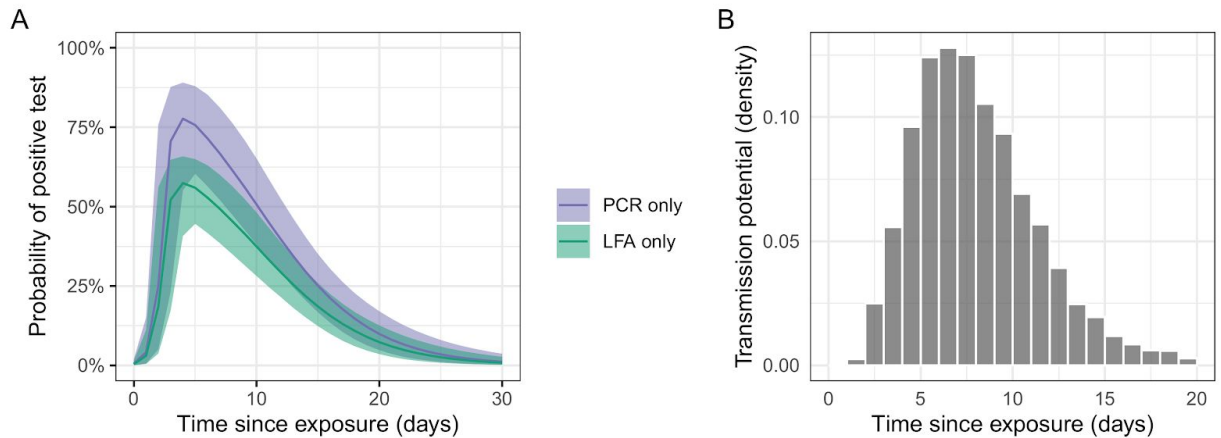 A
Probability of positive test
100%
75%
50%
25%
0%
0 10 20 30
Time since exposure (days)
PCR only
LFA only
B
Transmission potential (density)
0.10
0.05
0.00
0 5 10 15 20
Time since exposure (days)